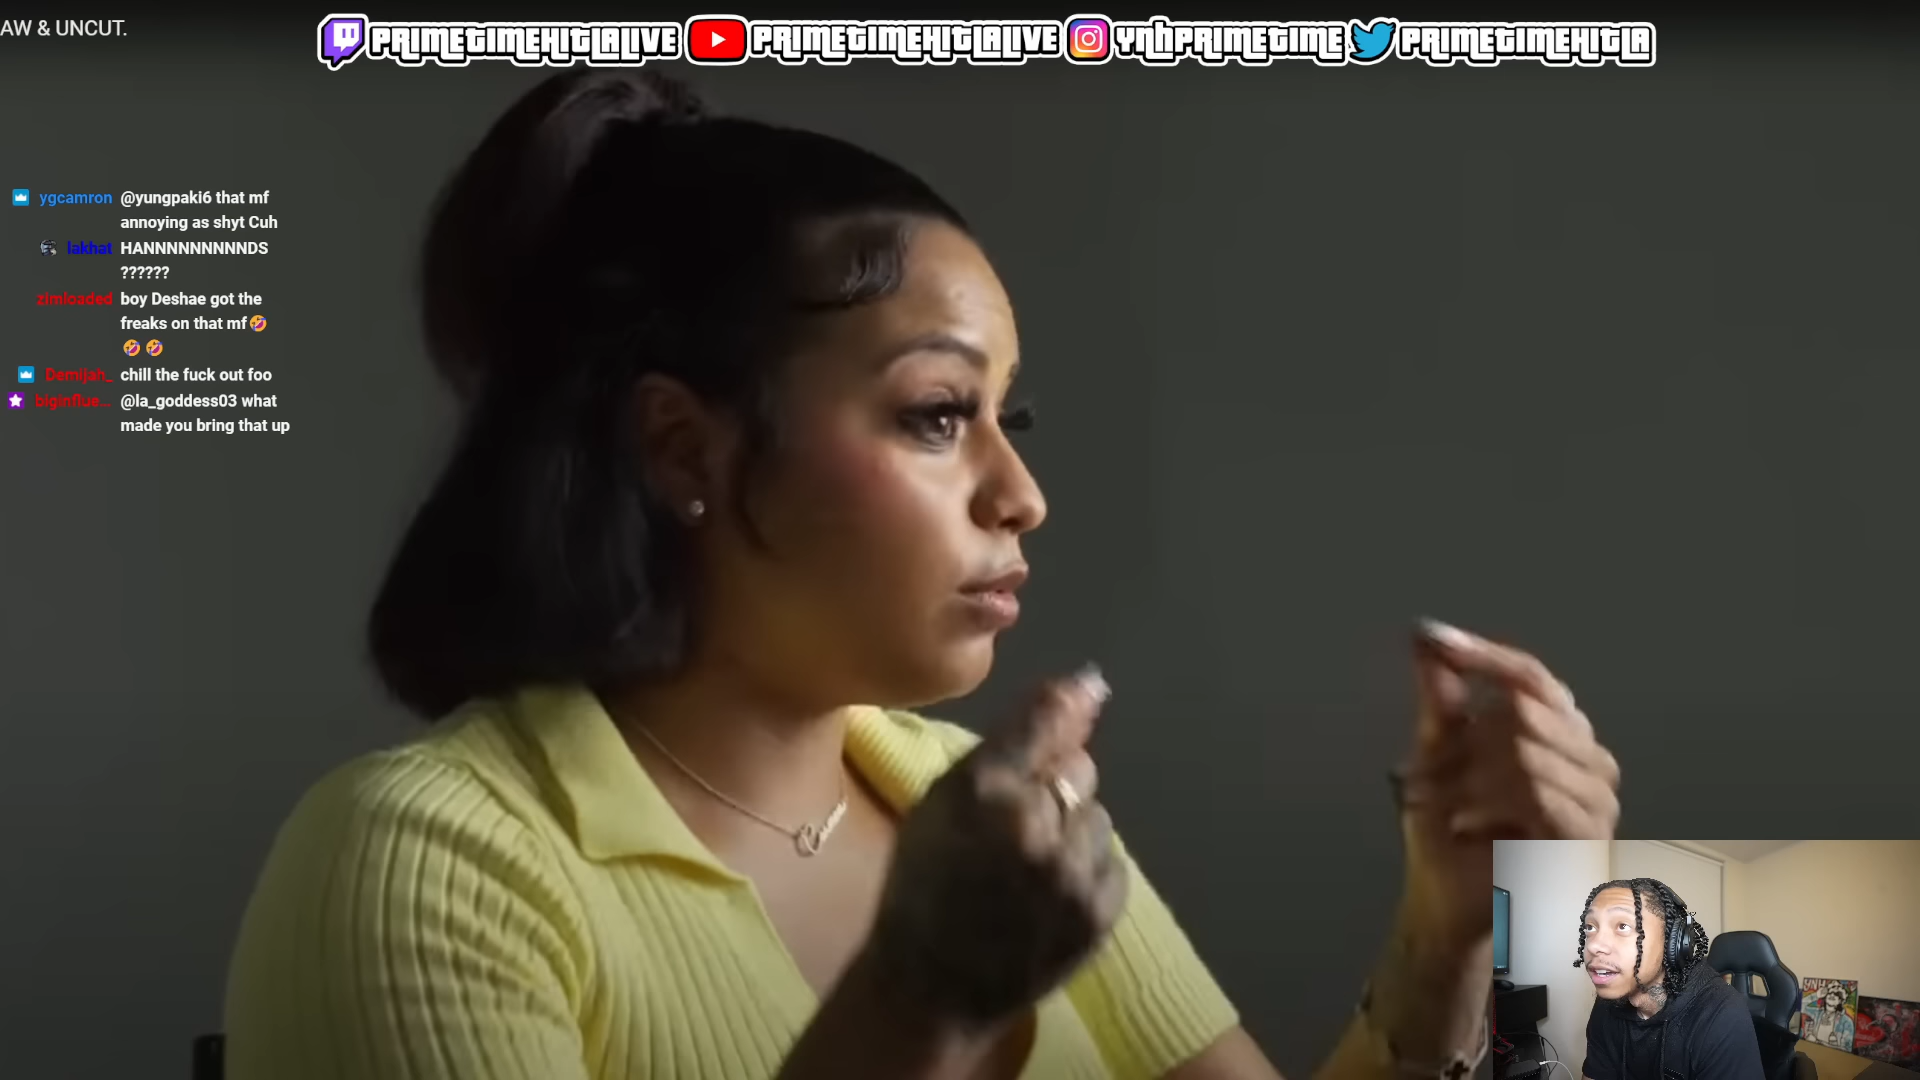 AW & UNCUT.
PRIMETIMEHITLALIVE PRIMETIMEHITLALIVE YNHPRIMETIME PRIMETIMEHITLA
ygcamron @yungpaki6 that mf
annoying as shyt Cuh
lakhat HANNNNNNNNNDS
??????
zimloaded boy Deshae got the
freaks on that mf🤣
🤣 🤣
Demijah_ chill the fuck out foo
biginflue... @la_goddess03 what
made you bring that up